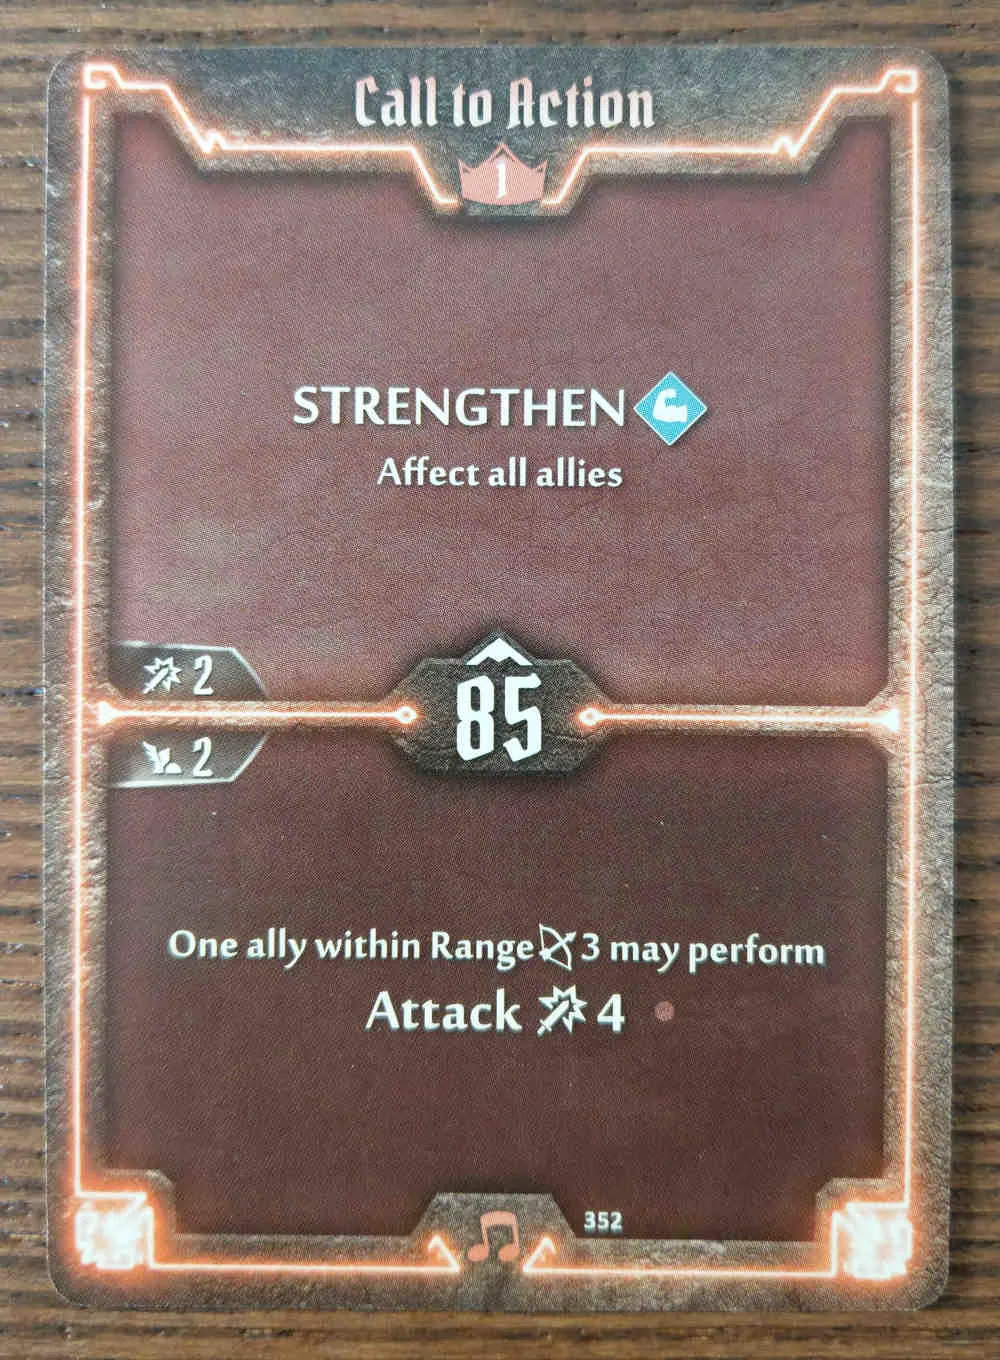 Call to Action
1
STRENGTHEN
Affect all allies
2
85
2
One ally within Range 3 may perform
Attack 4
352